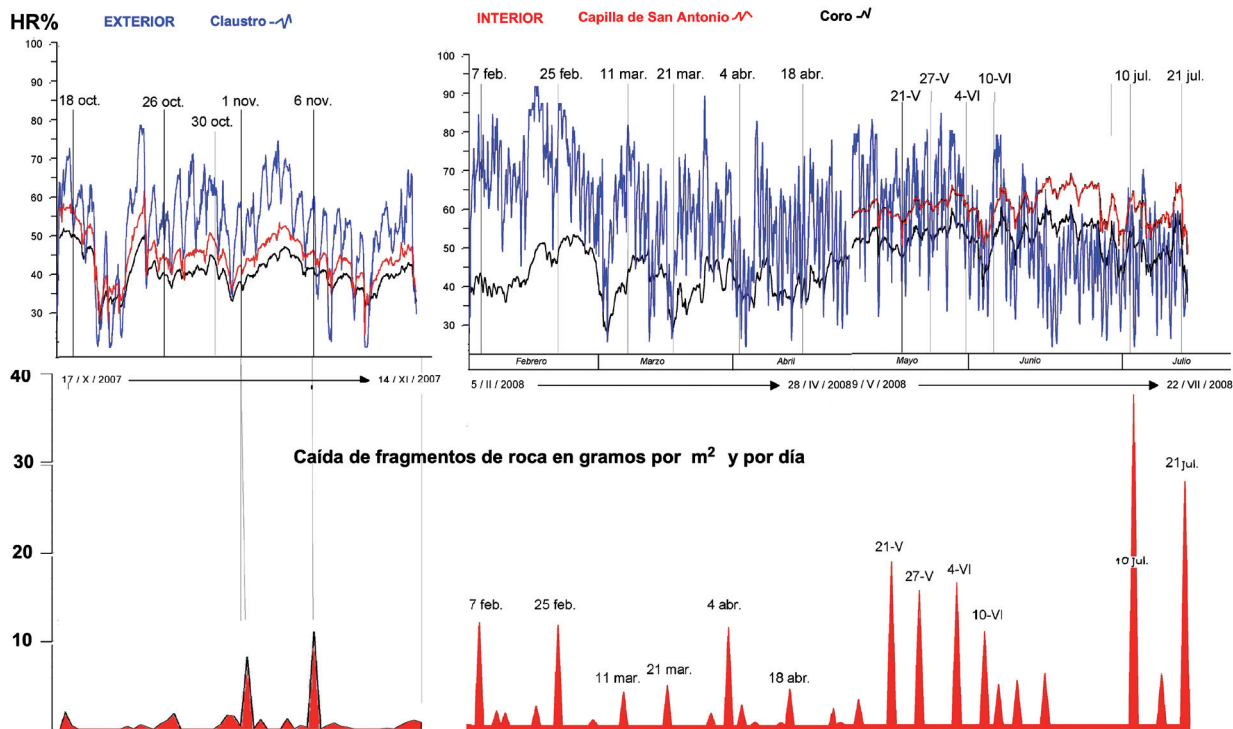 HR% EXTERIOR Claustro INTERIOR Capilla de San Antonio Coro
100
90
80
70
60
50
40
30
18 oct. 26 oct. 30 oct. 1 nov. 6 nov.
100
90
80
70
60
50
40
30
7 feb. 25 feb. 11 mar. 21 mar. 4 abr. 18 abr. 21-V 27-V 4-VI 10-VI 10 jul. 21 jul.
Febrero Marzo Abril Mayo Junio Julio
17 / X / 2007 14 / XI / 2007 5 / II / 2008 28 / IV / 20089 / V / 2008 22 / VII / 2008
Caída de fragmentos de roca en gramos por m² y por día
40
30
20
10
7 feb. 25 feb. 11 mar. 21 mar. 4 abr. 18 abr. 21-V 27-V 4-VI 10-VI 10 jul. 21 jul.